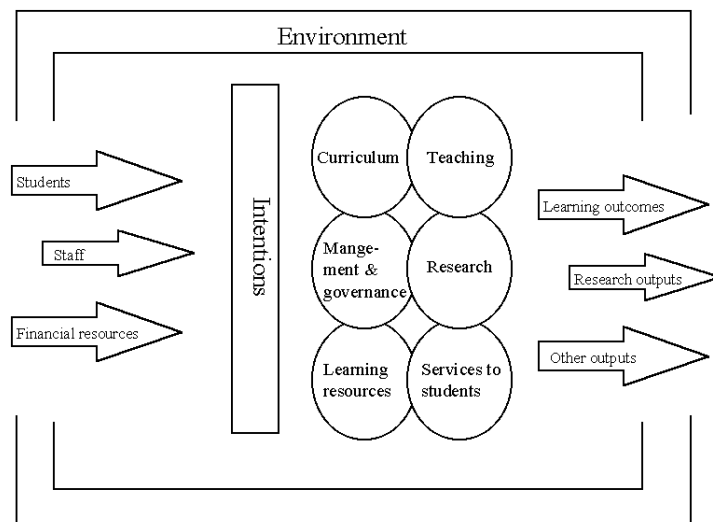 Environment
Students
Staff
Financial resources
Intentions
Curriculum
Teaching
Mange-
ment &
governance
Research
Learning
resources
Services to
students
Learning outcomes
Research outputs
Other outputs